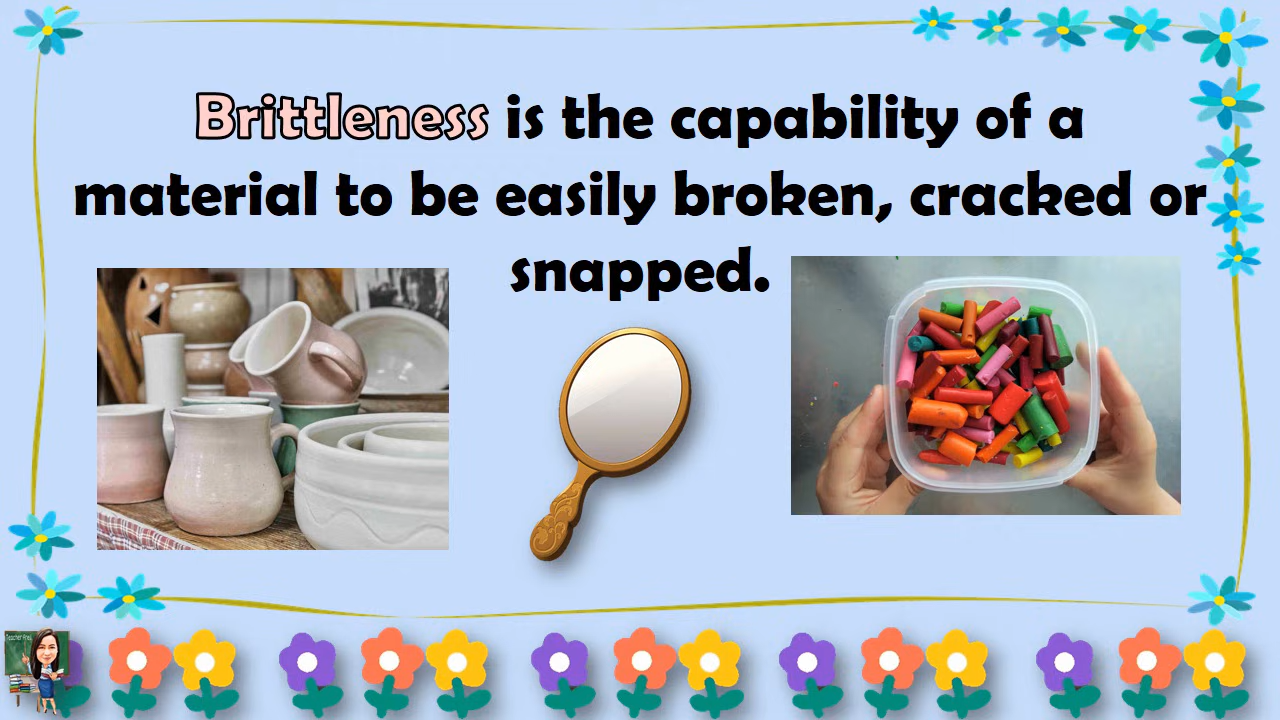 Brittleness is the capability of a
material to be easily broken, cracked or
snapped.